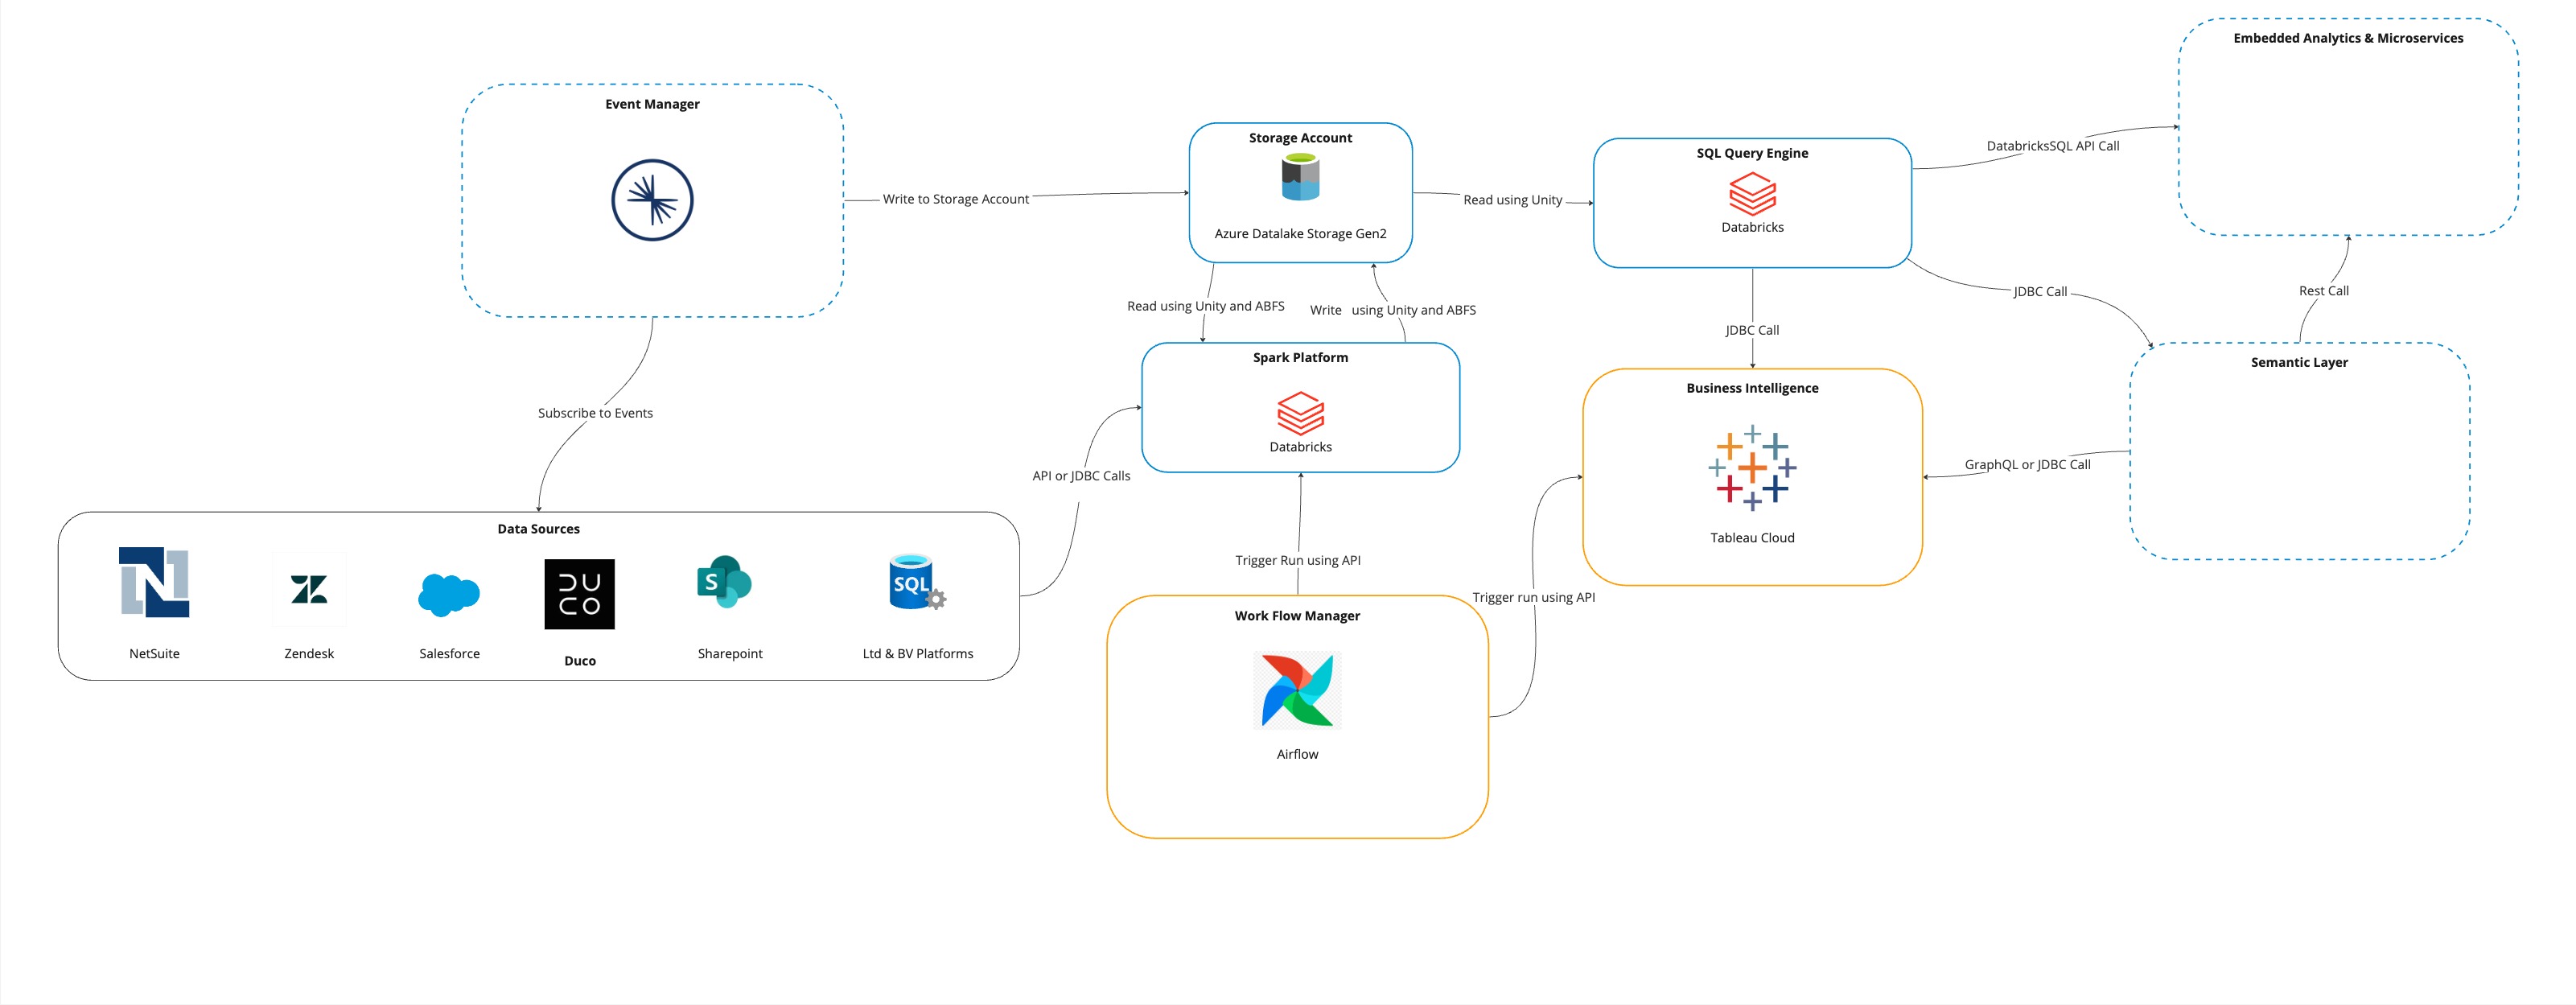 Embedded Analytics & Microservices
Event Manager
Write to Storage Account
Storage Account
Azure Datalake Storage Gen2
Read using Unity
SQL Query Engine
Databricks
DatabricksSQL API Call
Read using Unity and ABFS
Write   using Unity and ABFS
JDBC Call
JDBC Call
Rest Call
Subscribe to Events
Spark Platform
Databricks
Business Intelligence
Tableau Cloud
Semantic Layer
GraphQL or JDBC Call
API or JDBC Calls
Data Sources
N
NetSuite
Zendesk
Salesforce
DU
CO
Duco
S
Sharepoint
SQL
Ltd & BV Platforms
Trigger Run using API
Trigger run using API
Work Flow Manager
Airflow